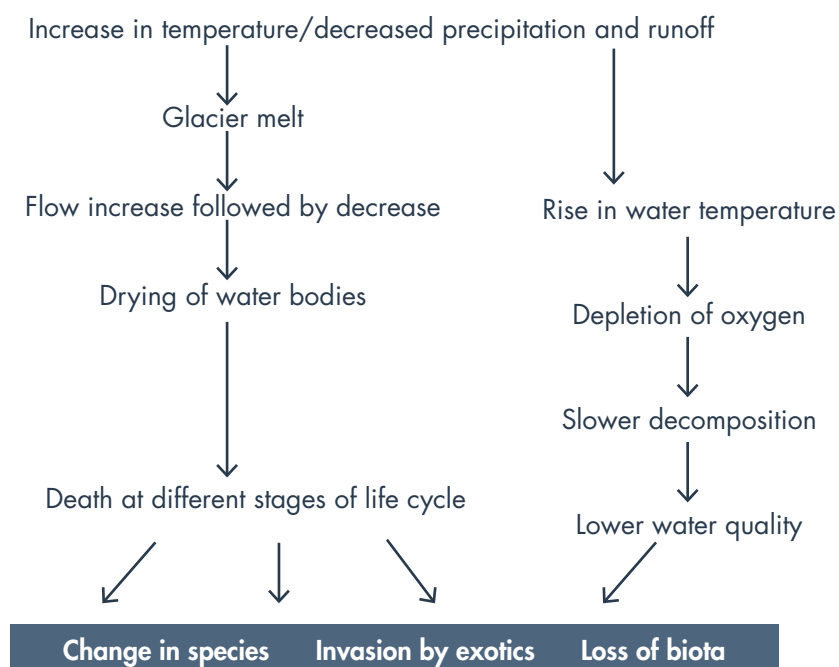 Increase in temperature/decreased precipitation and runoff
Glacier melt
Flow increase followed by decrease
Rise in water temperature
Drying of water bodies
Depletion of oxygen
Slower decomposition
Death at different stages of life cycle
Lower water quality
Change in species
Invasion by exotics
Loss of biota